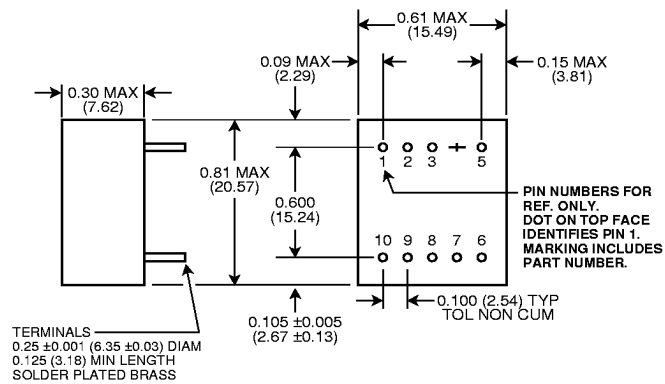 0.61 MAX
(15.49)
0.09 MAX
(2.29)
0.15 MAX
(3.81)
0.30 MAX
(7.62)
0.81 MAX
(20.57)
0.600
(15.24)
1 2 3 5
10 9 8 7 6
PIN NUMBERS FOR
REF. ONLY.
DOT ON TOP FACE
IDENTIFIES PIN 1.
MARKING INCLUDES
PART NUMBER.
0.100 (2.54) TYP
TOL NON CUM
0.105 ±0.005
(2.67 ±0.13)
TERMINALS
0.25 ±0.001 (6.35 ±0.03) DIAM
0.125 (3.18) MIN LENGTH
SOLDER PLATED BRASS